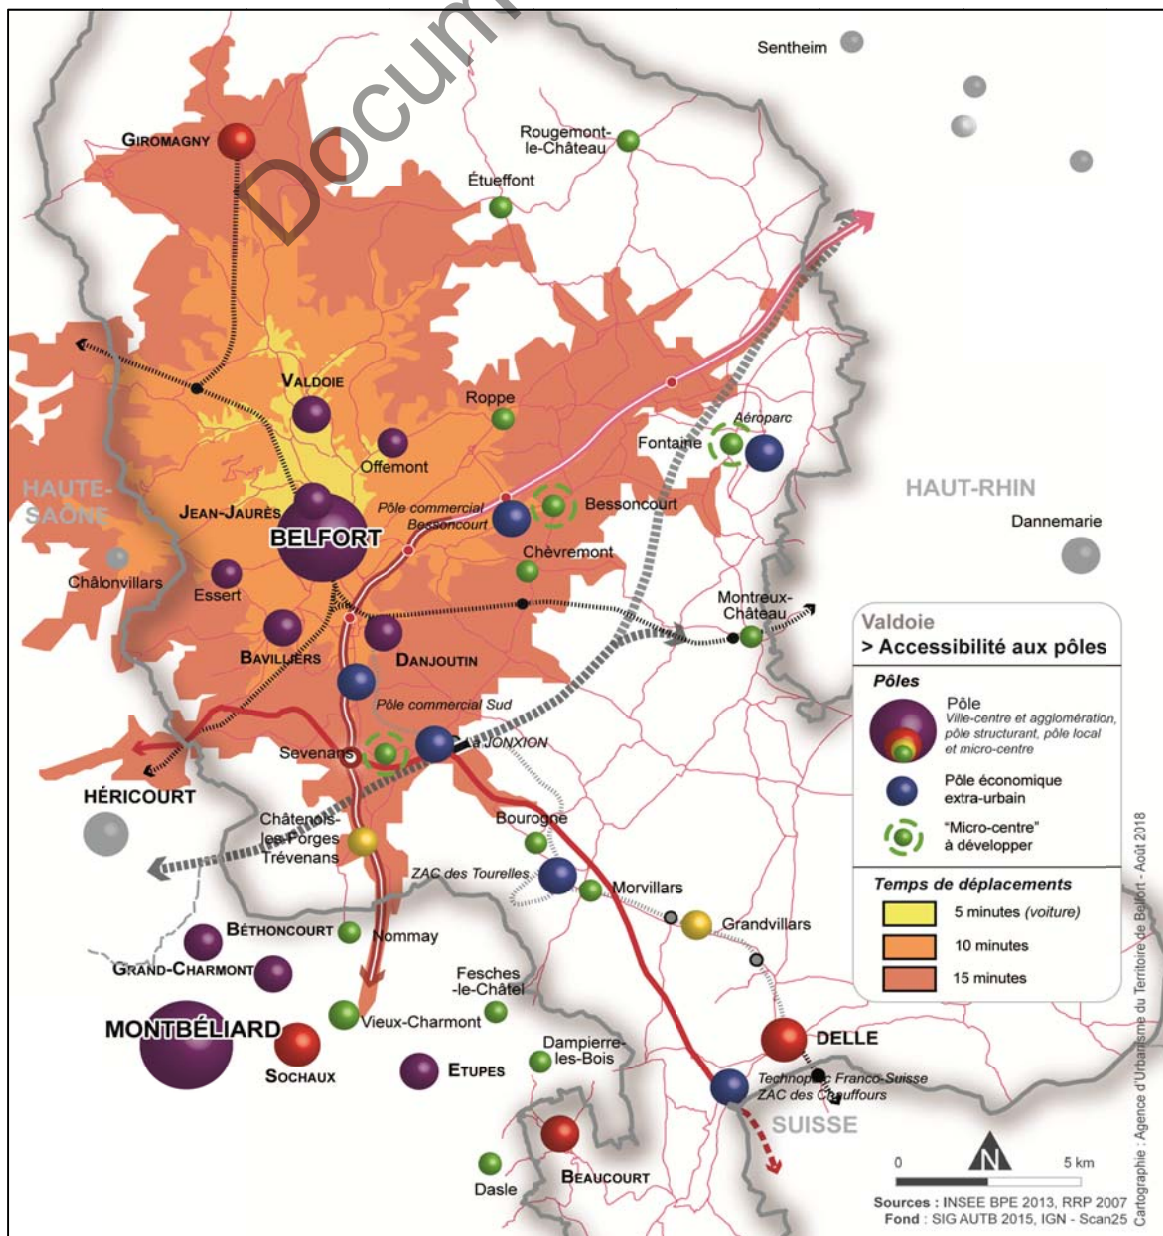 Docum
Sentheim
GIROMAGNY
Rougemont-
le-Château
Étueffont
VALDOIE
Roppe
Offemont
Aéroparc
Fontaine
HAUTE-
SAÔNE
HAUT-RHIN
JEAN-JAURÈS
Pôle commercial
Bessoncourt
Bessoncourt
BELFORT
Dannemarie
Châlonvillars
Essert
Chèvremont
Montreux-
Château
BAVILLIERS
DANJOUTIN
Pôle commercial Sud
Sevenans
La JONXION
HÉRICOURT
Châtenois-
les-Forges
Trévenans
Bourogne
ZAC des Tourelles
Morvillars
Grandvillars
BÉTHONCOURT
Nommay
GRAND-CHARMONT
Fesches
-le-Châtel
MONTBÉLIARD
Vieux-Charmont
SOCHAUX
ETUPES
Dampierre-
les-Bois
DELLE
Technoparc Franco-Suisse
ZAC des Chauffours
SUISSE
BEAUCOURT
Dasle
Valdoie
> Accessibilité aux pôles
Pôles
Pôle
Ville-centre et agglomération,
pôle structurant, pôle local
et micro-centre
Pôle économique
extra-urbain
"Micro-centre"
à développer
Temps de déplacements
5 minutes (voiture)
10 minutes
15 minutes
N
0 5 km
Sources : INSEE BPE 2013, RRP 2007
Fond : SIG AUTB 2015, IGN - Scan25
Cartographie : Agence d'Urbanisme du Territoire de Belfort - Août 2018